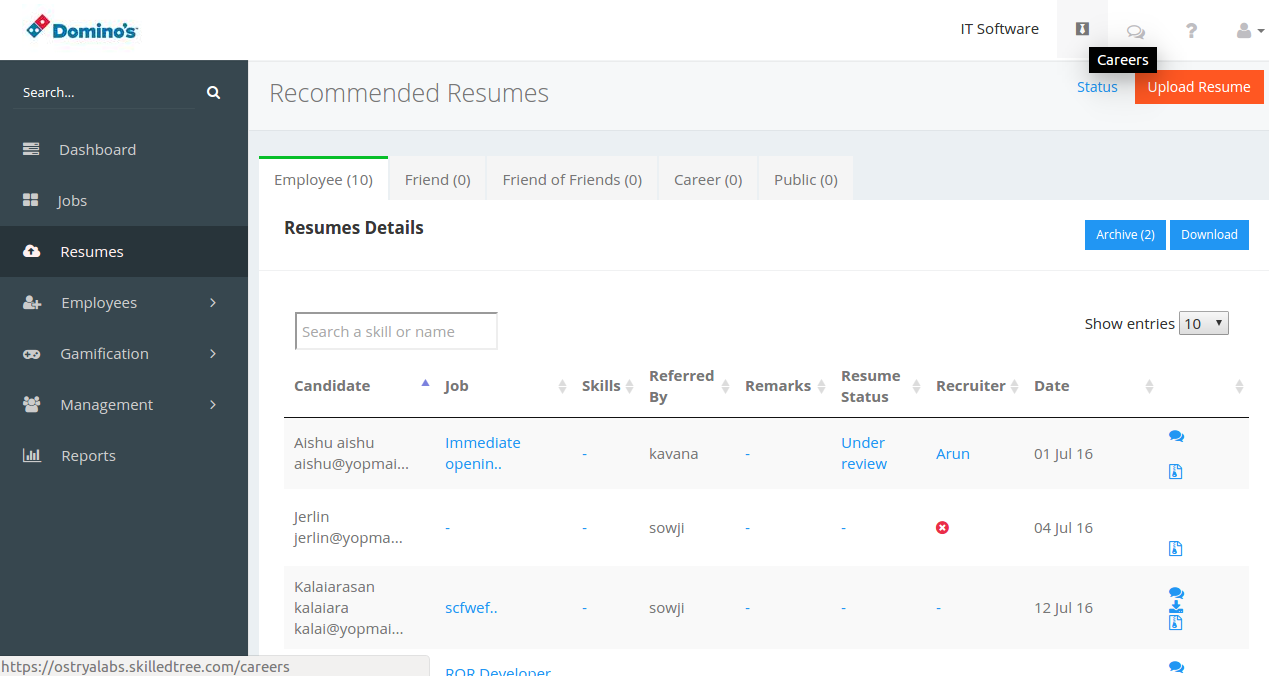 Domino's
IT Software
?
Careers
Search...
Recommended Resumes
Status
Upload Resume
Dashboard
Jobs
Resumes
Employees
Gamification
Management
Reports
Employee (10)
Friend (0)
Friend of Friends (0)
Career (0)
Public (0)
Resumes Details
Archive (2)
Download
Search a skill or name
Show entries 10
Candidate
Job
Skills
Referred
By
Remarks
Resume
Status
Recruiter
Date
Aishu aishu
aishu@yopmai...
Immediate
openin..
-
kavana
-
Under
review
Arun
01 Jul 16
Jerlin
jerlin@yopma...
-
-
sowji
-
-
04 Jul 16
Kalaiarasan
kalaiara
kalai@yopmai...
scfwef..
-
sowji
-
-
-
12 Jul 16
ROR Developer
https://ostryalabs.skilledtree.com/careers